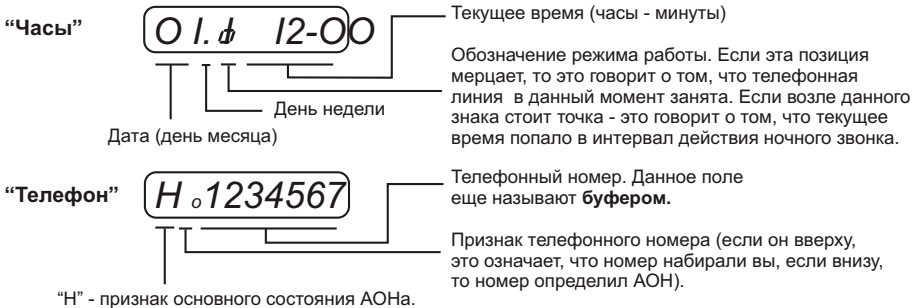 “Часы”
O I. ф I2-OO
Текущее время (часы - минуты)
Обозначение режима работы. Если эта позиция
мерцает, то это говорит о том, что телефонная
линия в данный момент занята. Если возле данного
знака стоит точка - это говорит о том, что текущее
время попало в интервал действия ночного звонка.
День недели
Дата (день месяца)
“Телефон”
H o1234567
Телефонный номер. Данное поле
еще называют буфером.
Признак телефонного номера (если он вверху,
это означает, что номер набирали вы, если внизу,
то номер определил АОН).
“Н” - признак основного состояния АОНа.